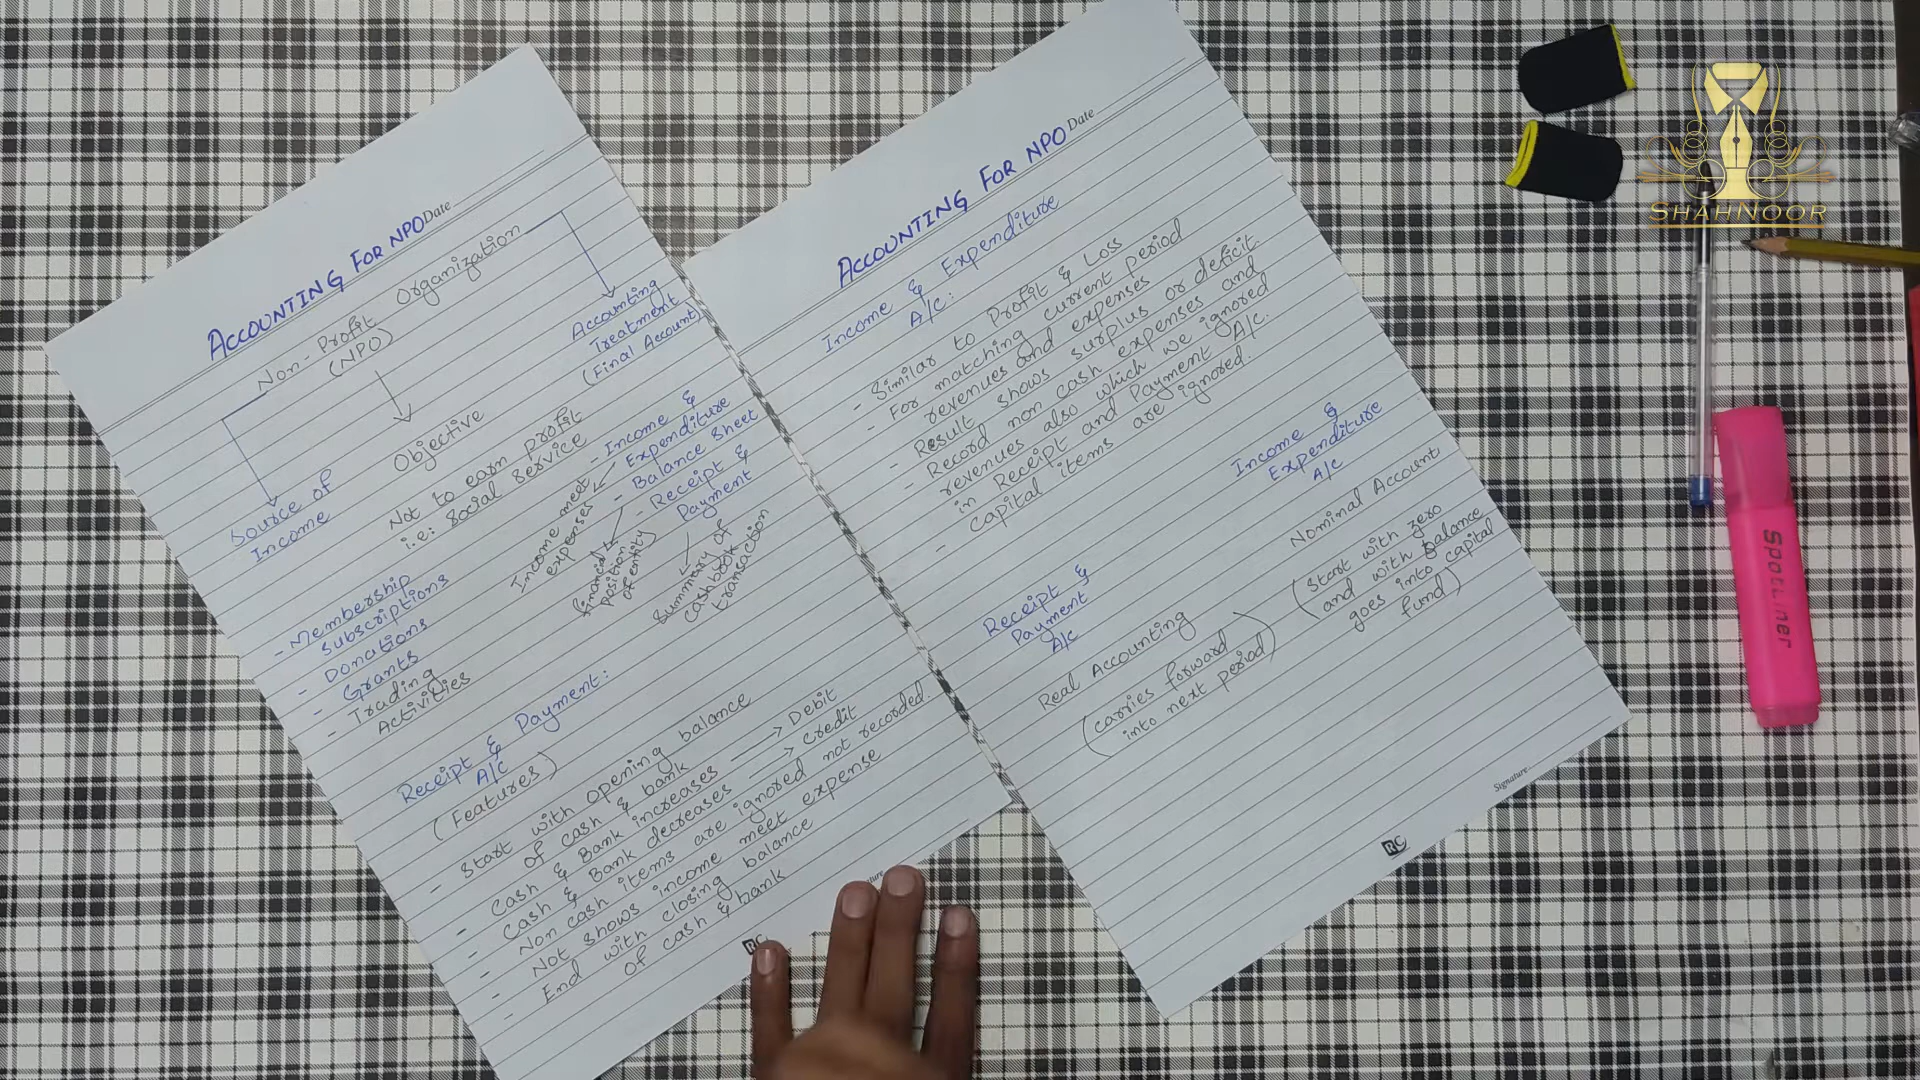 ACCOUNTING FOR NPO Date
Non-Profit Organization
(NPO)
Source of
Income
- Membership
Subscriptions
- Donations
- Grants
- Trading
Activities
Objective
Not to earn profit
i.e: Social Service
Accounting
Treatment
(Final Account)
- Income &
Expenditure
- Balance Sheet
- Receipt &
Payment
Income meet
expenses
financial
position
of entity
Summary of
cashbook
transaction
Receipt & Payment:
A/C
(Features)
- Start with opening balance
of cash & bank
- Cash & Bank increases → Debit
- Cash & Bank decreases → Credit
- Non cash items are ignored not recorded.
- Not shows income meet expense
- End with closing balance
of cash & bank
RC
ACCOUNTING FOR NPO Date
Income & Expenditure
A/C:
- Similar to Profit & Loss
- For matching current period
revenues and expenses
- Result shows surplus or deficit
- Record non cash expenses and
revenues also which we ignored
in Receipt and Payment A/C.
- Capital items are ignored.
Receipt &
Payment
A/C
Real Accounting
(carries forward
into next period)
Income &
Expenditure
A/C
Nominal Account
(Start with zero
and with balance
goes into capital
fund)
Signature
RC
SHAHNOOR
Spotliner